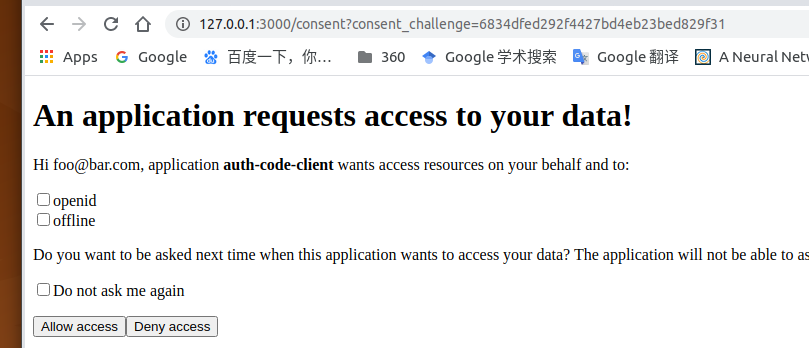 127.0.0.1:3000/consent?consent_challenge=6834dfed292f4427bd4eb23bed829f31
Apps Google 百度一下，你… 360 Google 学术搜索 Google 翻译 A Neural Netw
An application requests access to your data!
Hi foo@bar.com, application auth-code-client wants access resources on your behalf and to:
openid
offline
Do you want to be asked next time when this application wants to access your data? The application will not be able to as
Do not ask me again
Allow access Deny access